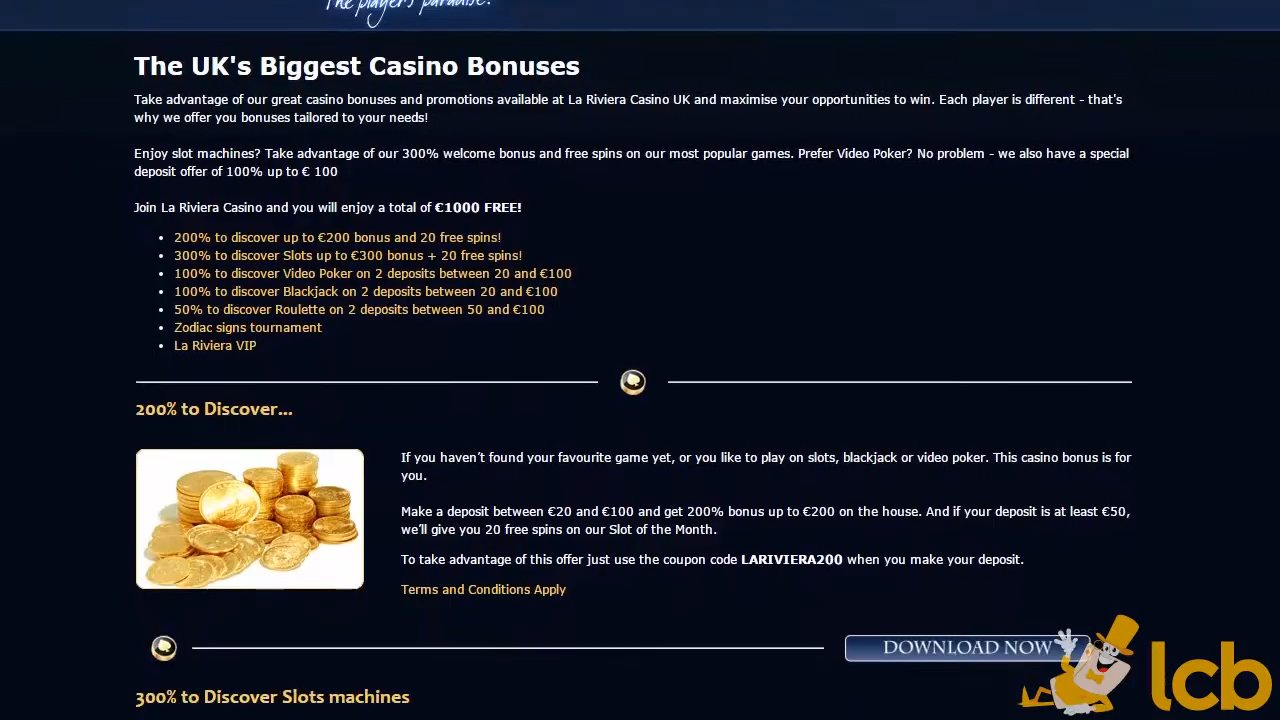 The player's paradise!
The UK's Biggest Casino Bonuses
Take advantage of our great casino bonuses and promotions available at La Riviera Casino UK and maximise your opportunities to win. Each player is different - that's
why we offer you bonuses tailored to your needs!
Enjoy slot machines? Take advantage of our 300% welcome bonus and free spins on our most popular games. Prefer Video Poker? No problem - we also have a special
deposit offer of 100% up to € 100
Join La Riviera Casino and you will enjoy a total of €1000 FREE!
200% to discover up to €200 bonus and 20 free spins!
300% to discover Slots up to €300 bonus + 20 free spins!
100% to discover Video Poker on 2 deposits between 20 and €100
100% to discover Blackjack on 2 deposits between 20 and €100
50% to discover Roulette on 2 deposits between 50 and €100
Zodiac signs tournament
La Riviera VIP
200% to Discover...
If you haven't found your favourite game yet, or you like to play on slots, blackjack or video poker. This casino bonus is for
you.
Make a deposit between €20 and €100 and get 200% bonus up to €200 on the house. And if your deposit is at least €50,
we'll give you 20 free spins on our Slot of the Month.
To take advantage of this offer just use the coupon code LARIVIERA200 when you make your deposit.
Terms and Conditions Apply
DOWNLOAD NOW
lcb
300% to Discover Slots machines